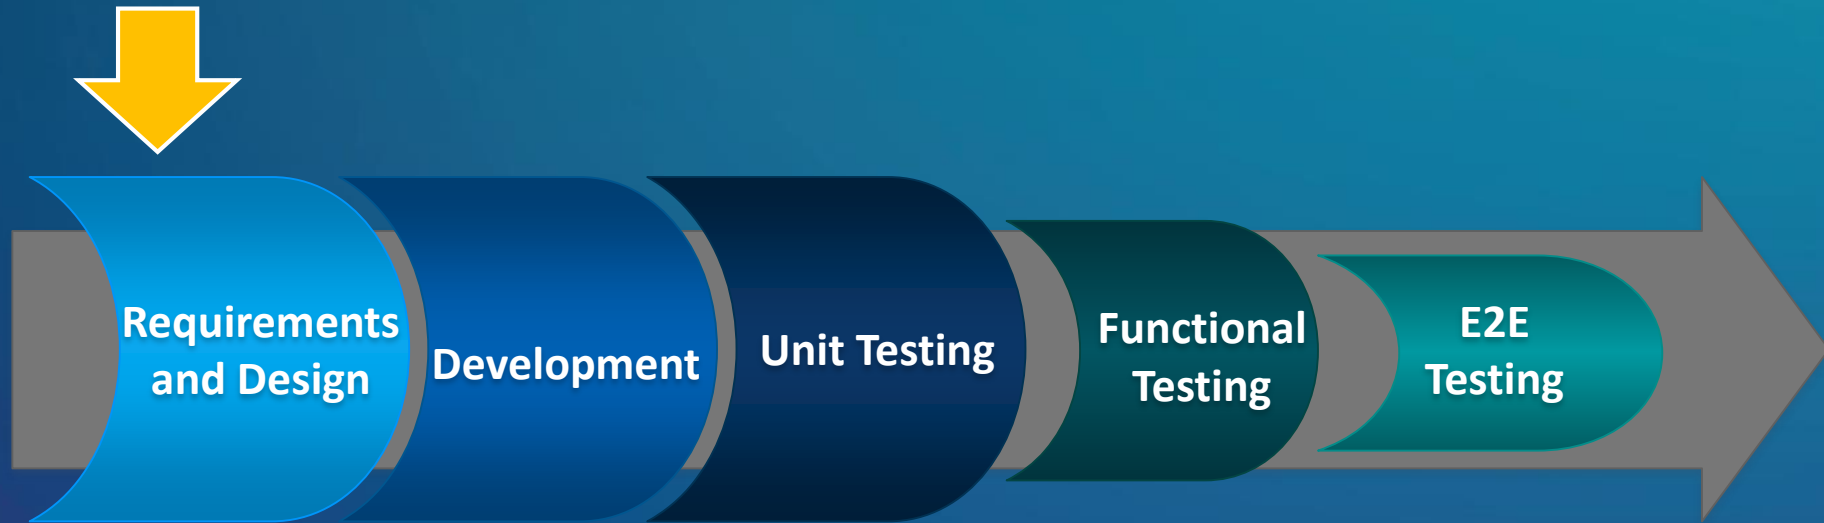 Requirements
and Design
Development
Unit Testing
Functional
Testing
E2E
Testing